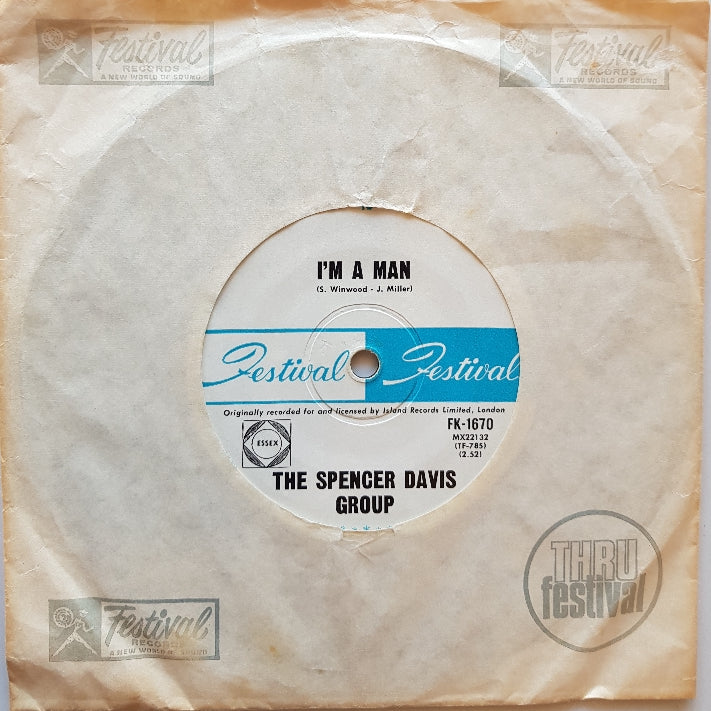 Festival
RECORDS
A NEW WORLD OF SOUND
Festival
RECORDS
A NEW WORLD OF SOUND
I'M A MAN
(S. Winwood - J. Miller)
Festival Festival
Originally recorded for and licensed by Island Records Limited, London
ESSEX
FK-1670
MX22132
(TF-785)
(2.52)
THE SPENCER DAVIS
GROUP
THRU
festival
Festival
RECORDS
A NEW WORLD OF SOUND